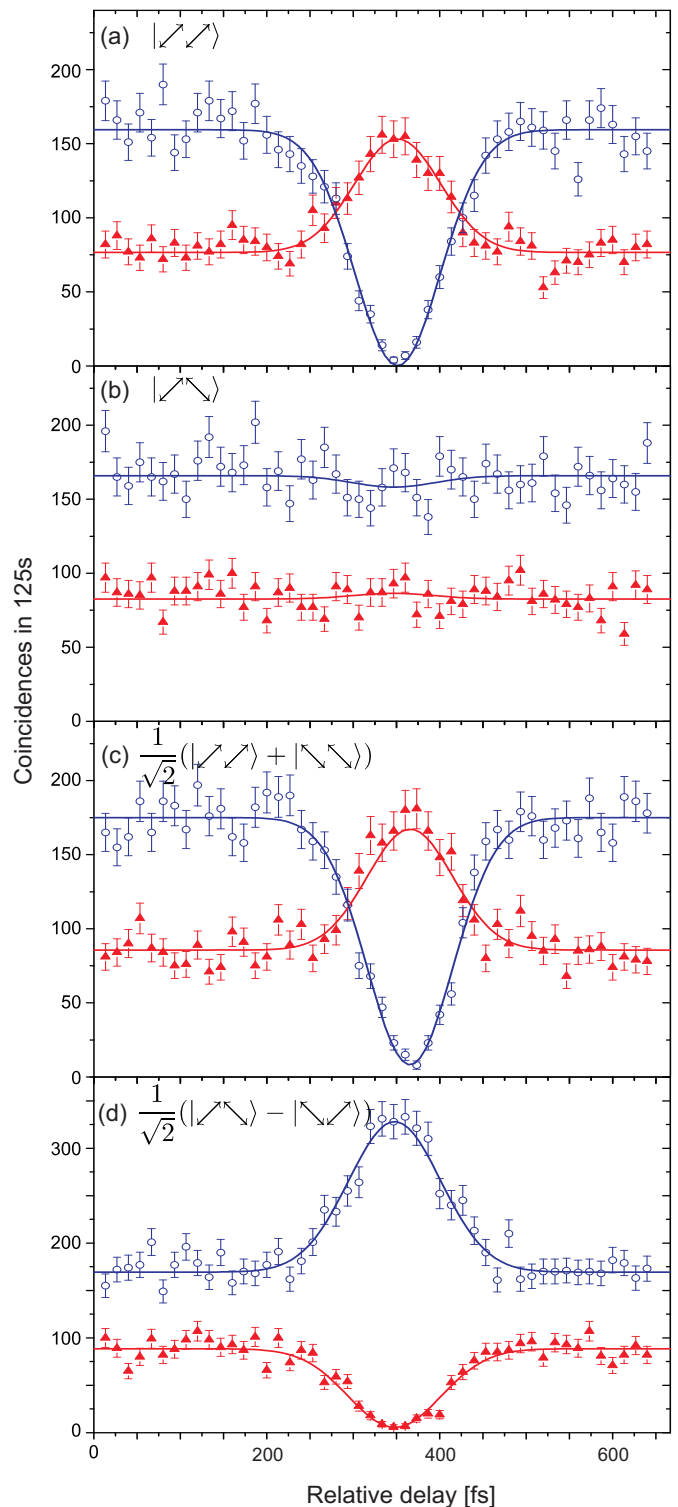 (a) |⤢⤢⟩
200
150
100
50
0
(b) |⤢⤡⟩
200
150
100
50
0
Coincidences in 125s
(c) 1/√2(|⤢⤢⟩ + |⤡⤡⟩)
200
150
100
50
0
(d) 1/√2(|⤢⤡⟩ − |⤡⤢⟩)
300
200
100
0
0 200 400 600
Relative delay [fs]